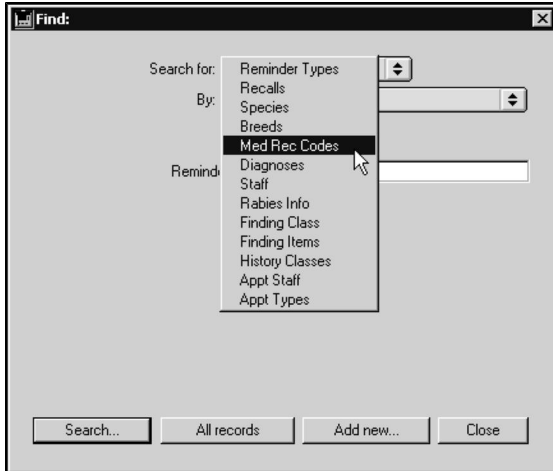 Find:
Search for:
Reminder Types
Recalls
By:
Species
Breeds
Med Rec Codes
Remind
Diagnoses
Staff
Rabies Info
Finding Class
Finding Items
History Classes
Appt Staff
Appt Types
Search...
All records
Add new...
Close